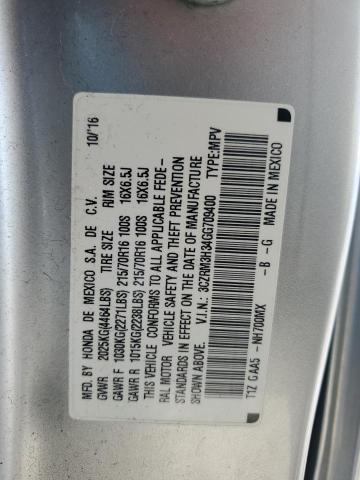 MFD. BY HONDA DE MEXICO S.A. DE C.V. 10/'16
GVWR 2025KG(4464LBS) TIRE SIZE RIM SIZE
GAWR F 1030KG(2271LBS) 215/70R16 100S 16X6.5J
GAWR R 1015KG(2238LBS) 215/70R16 100S 16X6.5J
THIS VEHICLE CONFORMS TO ALL APPLICABLE FEDE-
RAL MOTOR VEHICLE SAFETY AND THEFT PREVENTION
STANDARDS IN EFFECT ON THE DATE OF MANUFACTURE
SHOWN ABOVE. V.I.N.: 3CZRM3H34GG709400 TYPE:MPV
T1Z GAA5 -NH700MX -B -G MADE IN MEXICO